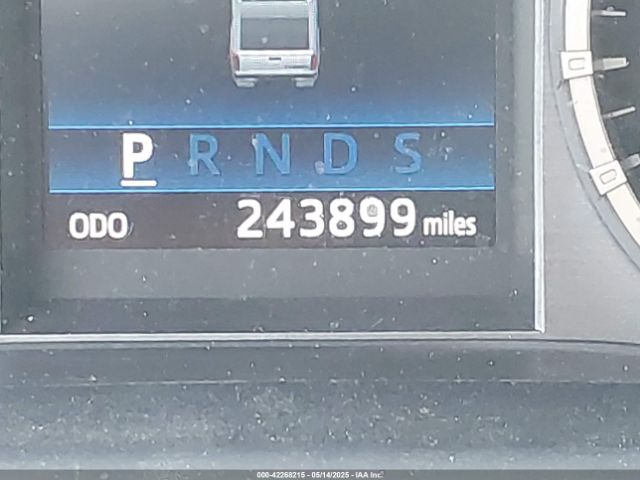 P R N D S
ODO 243899 miles
000-42268215 - 05/14/2025 - IAA Inc.